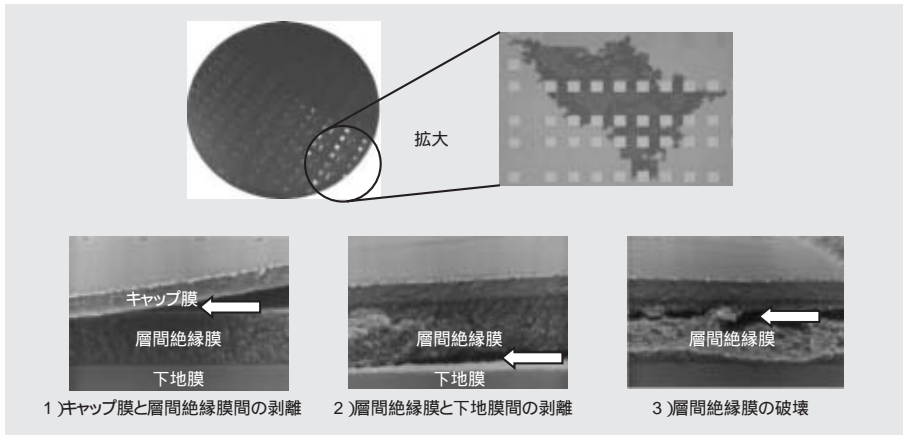 拡大
キャップ膜
層間絶縁膜
下地膜
層間絶縁膜
下地膜
層間絶縁膜
1)キャップ膜と層間絶縁膜間の剥離
2)層間絶縁膜と下地膜間の剥離
3)層間絶縁膜の破壊